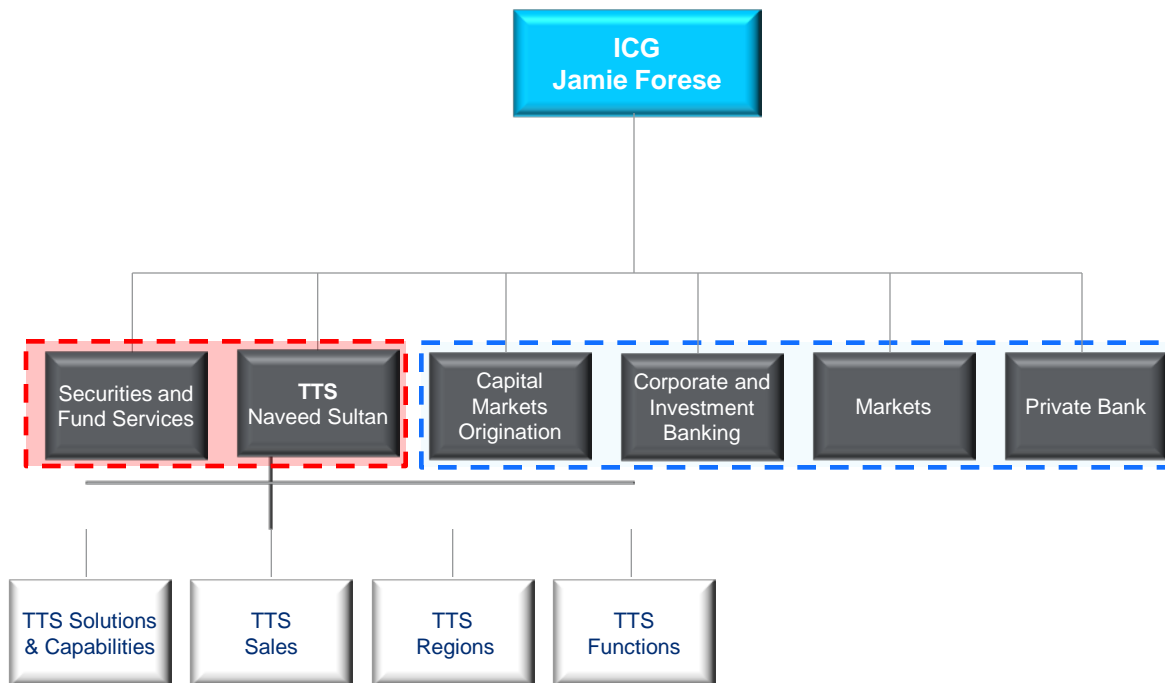 ICG
Jamie Forese
Securities and
Fund Services
TTS
Naveed Sultan
Capital
Markets
Origination
Corporate and
Investment
Banking
Markets
Private Bank
TTS Solutions
& Capabilities
TTS
Sales
TTS
Regions
TTS
Functions